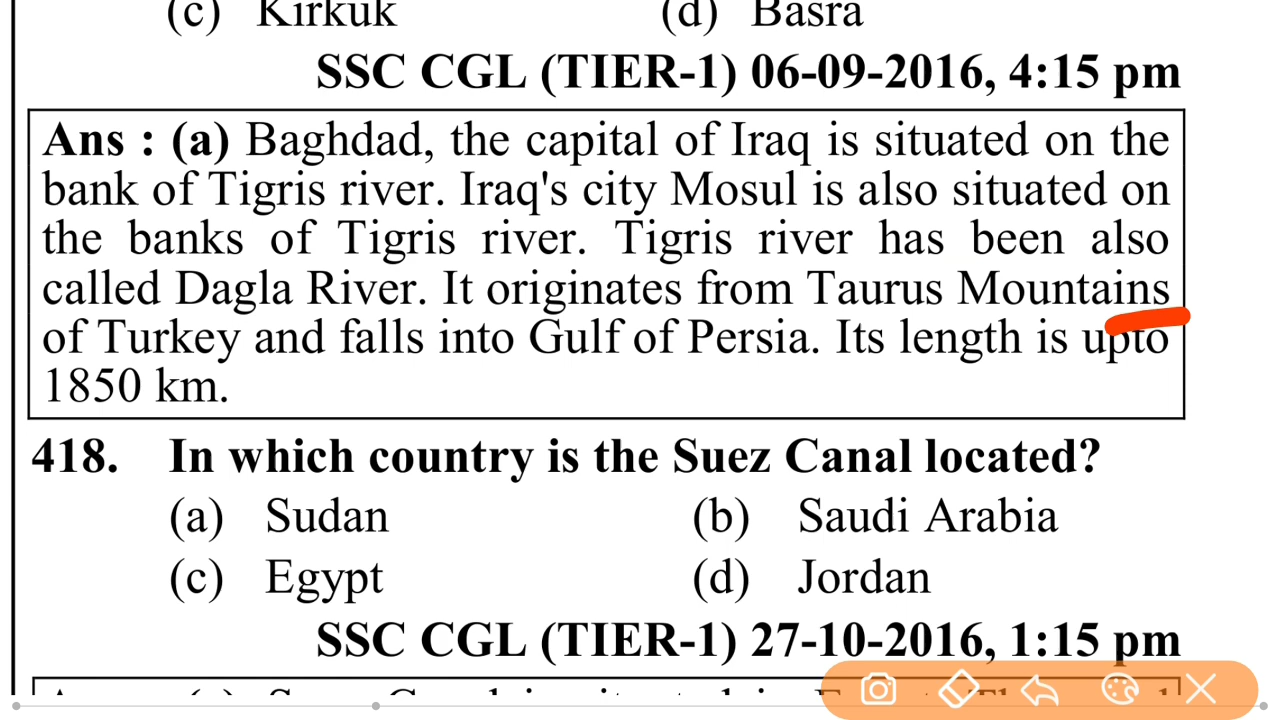 (c) Kirkuk (d) Basra
SSC CGL (TIER-1) 06-09-2016, 4:15 pm
Ans : (a) Baghdad, the capital of Iraq is situated on the
bank of Tigris river. Iraq's city Mosul is also situated on
the banks of Tigris river. Tigris river has been also
called Dagla River. It originates from Taurus Mountains
of Turkey and falls into Gulf of Persia. Its length is upto
1850 km.
418. In which country is the Suez Canal located?
(a) Sudan (b) Saudi Arabia
(c) Egypt (d) Jordan
SSC CGL (TIER-1) 27-10-2016, 1:15 pm